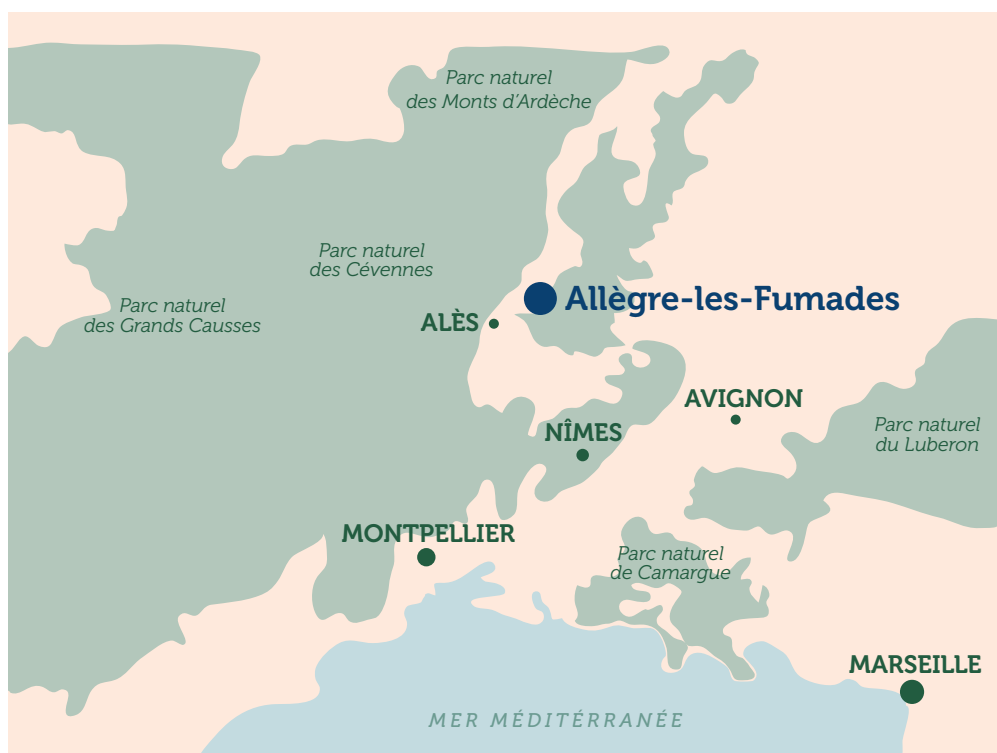 Parc naturel
des Monts d'Ardèche
Parc naturel
des Cévennes
Parc naturel
des Grands Causses
Allègre-les-Fumades
ALÈS
AVIGNON
NÎMES
Parc naturel
du Luberon
MONTPELLIER
Parc naturel
de Camargue
MARSEILLE
MER MÉDITÉRRANÉE